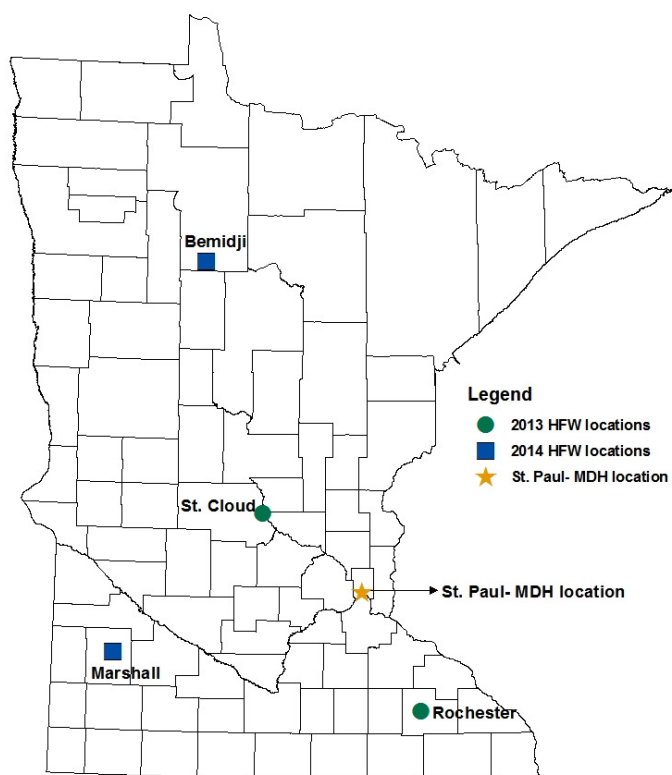 Bemidji
Legend
2013 HFW locations
2014 HFW locations
St. Paul- MDH location
St. Cloud
St. Paul- MDH location
Marshall
Rochester